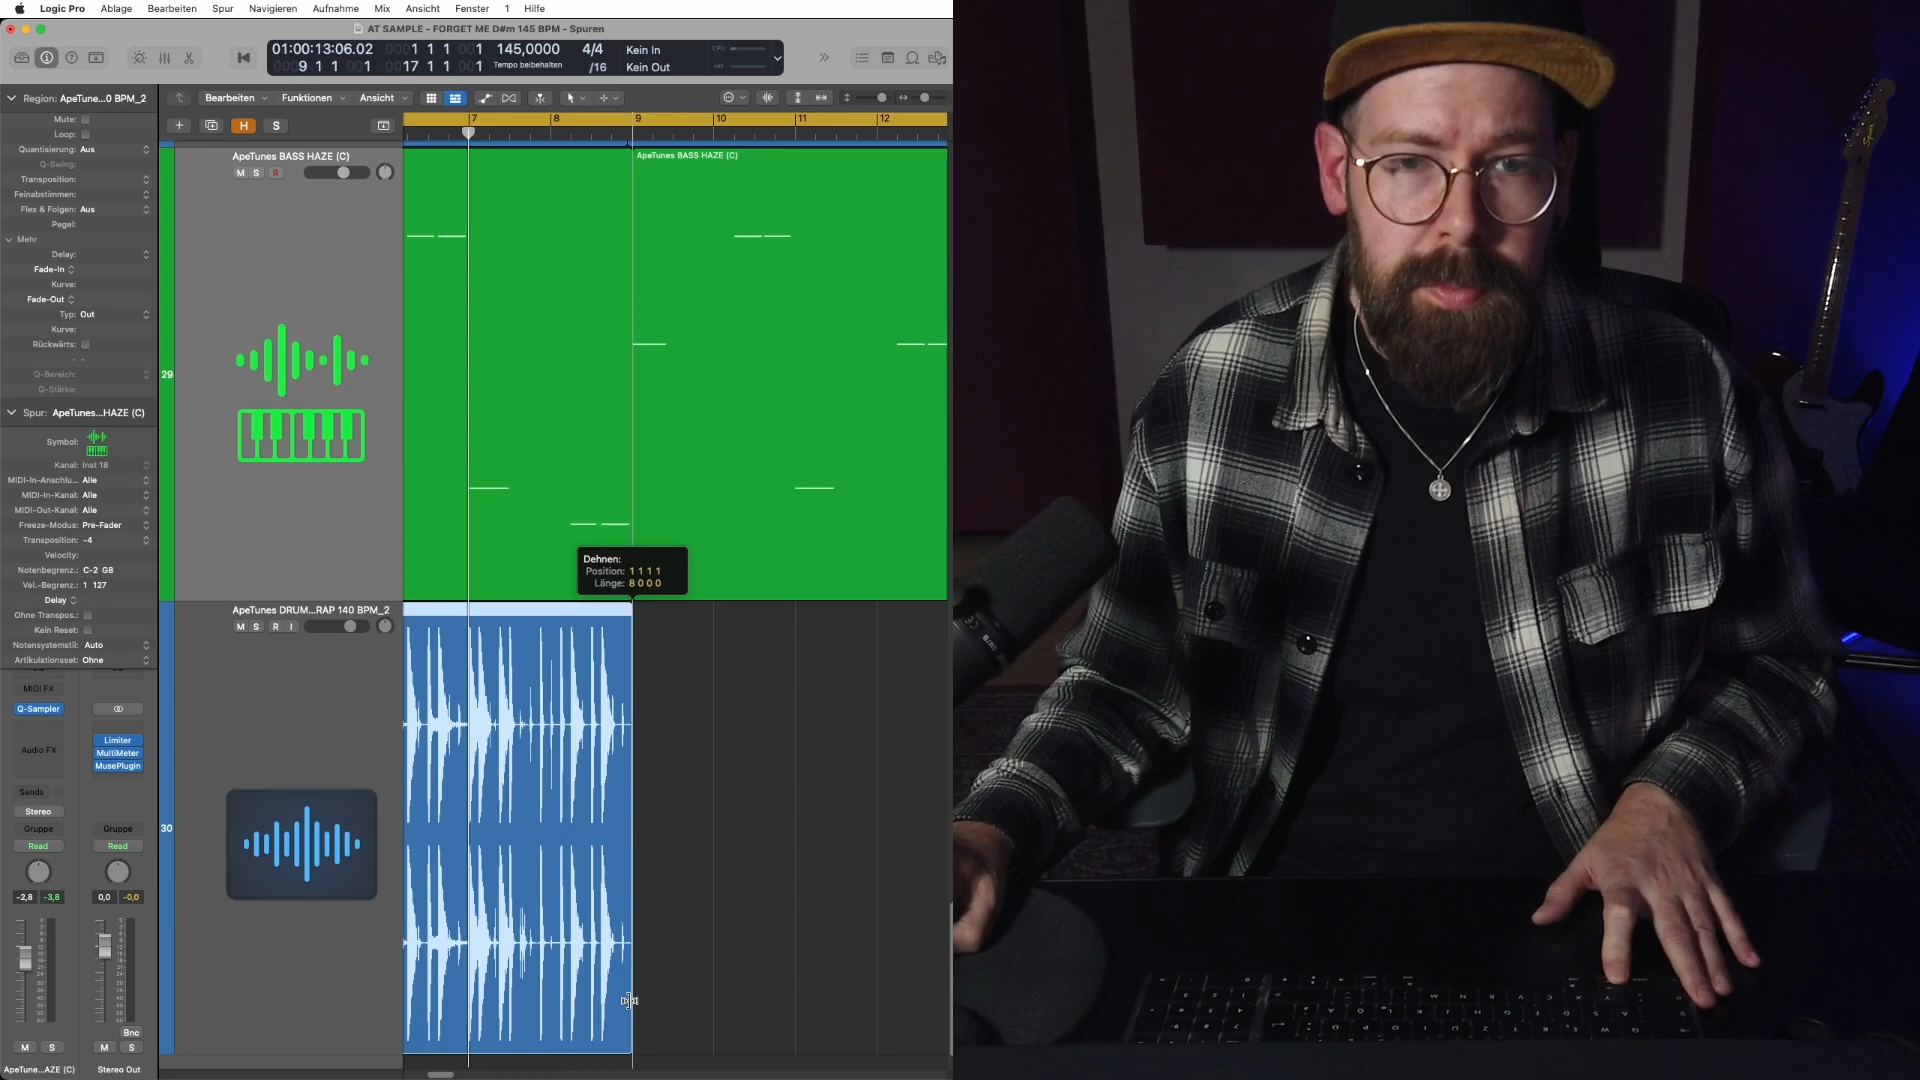 Logic Pro Ablage Bearbeiten Spur Navigieren Aufnahme Mix Ansicht Fenster 1 Hilfe
AT SAMPLE - FORGET ME D#m 145 BPM - Spuren
01:00:13:06.02 0001 1 1 001 145,0000 4/4 Kein In CPU
0009 1 1 001 0017 1 1 001 Tempo beibehalten /16 Kein Out HD
Region: ApeTune...0 BPM_2 Bearbeiten Funktionen Ansicht
H S 7 8 9 10 11 12
Mute:
Loop:
Quantisierung: Aus
Q-Swing:
Transposition:
Feinabstimmen:
Flex & Folgen: Aus
Pegel:
Mehr
Delay:
Fade-In
Kurve:
Fade-Out
Typ: Out
Kurve:
Rückwärts:
Q-Bereich:
Q-Stärke:
ApeTunes BASS HAZE (C)
M S R
ApeTunes BASS HAZE (C)
29
Spur: ApeTunes...HAZE (C)
Symbol:
Kanal: Inst 18
MIDI-In-Anschlu: Alle
MIDI-In-Kanal: Alle
MIDI-Out-Kanal: Alle
Freeze-Modus: Pre-Fader
Transposition: -4
Velocity:
Notenbegrenz.: C-2 G8
Vel.-Begrenz.: 1 127
Delay
Ohne Transpos.:
Kein Reset:
Notensystemstil: Auto
Artikulationsset: Ohne
Dehnen:
Position: 1 1 1 1
Länge: 8 0 0 0
ApeTunes DRUM...RAP 140 BPM_2
M S R I
30
MIDI FX
Q-Sampler
Audio FX
Limiter
MultiMeter
MusePlugin
Sends
Stereo
Gruppe Gruppe
Read Read
-2,8 -3,8 0,0 -0,0
Bnc
M S M S
ApeTune...AZE (C) Stereo Out